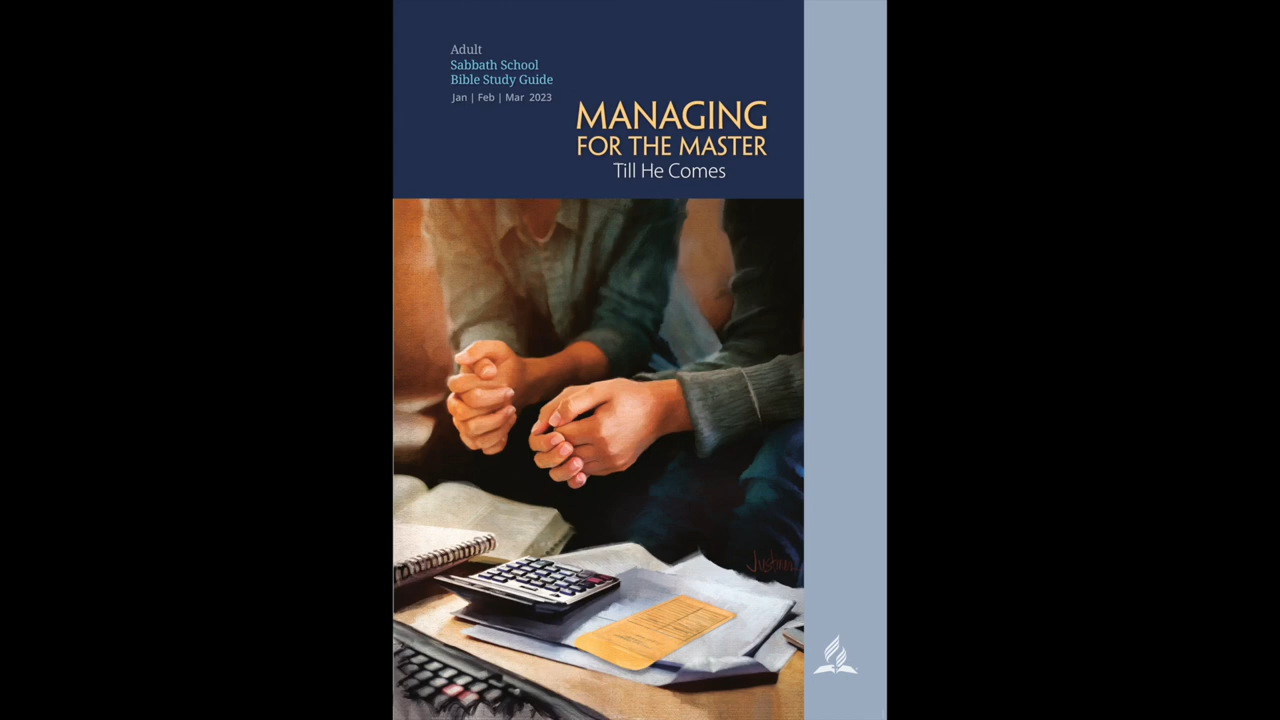 Adult
Sabbath School
Bible Study Guide
Jan | Feb | Mar 2023
MANAGING
FOR THE MASTER
Till He Comes